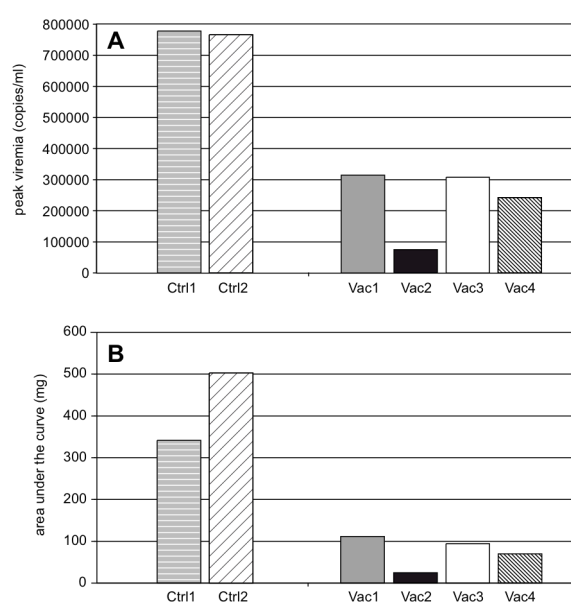 A
peak viremia (copies/ml)
800000
700000
600000
500000
400000
300000
200000
100000
0
Ctrl1 Ctrl2 Vac1 Vac2 Vac3 Vac4
B
area under the curve (mg)
600
500
400
300
200
100
0
Ctrl1 Ctrl2 Vac1 Vac2 Vac3 Vac4